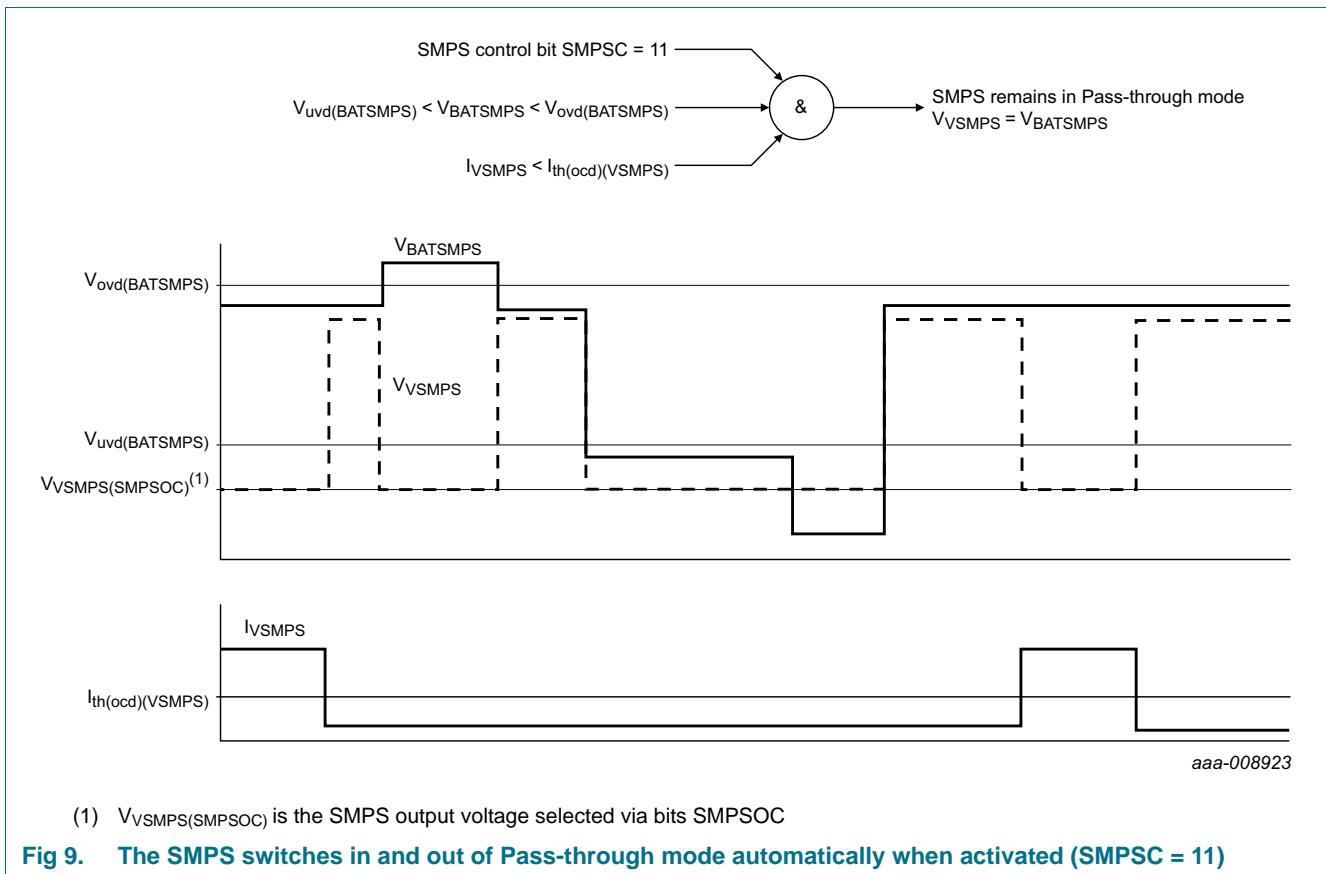 SMPS control bit SMPSC = 11
V_uvd(BATSMPS) < V_BATSMPS < V_ovd(BATSMPS)
I_VSMPS < I_th(ocd)(VSMPS)
&
SMPS remains in Pass-through mode
V_VSMPS = V_BATSMPS
V_BATSMPS
V_ovd(BATSMPS)
V_VSMPS
V_uvd(BATSMPS)
V_VSMPS(SMPSOC)(1)
I_VSMPS
I_th(ocd)(VSMPS)
aaa-008923
(1) V_VSMPS(SMPSOC) is the SMPS output voltage selected via bits SMPSOC
Fig 9. The SMPS switches in and out of Pass-through mode automatically when activated (SMPSC = 11)